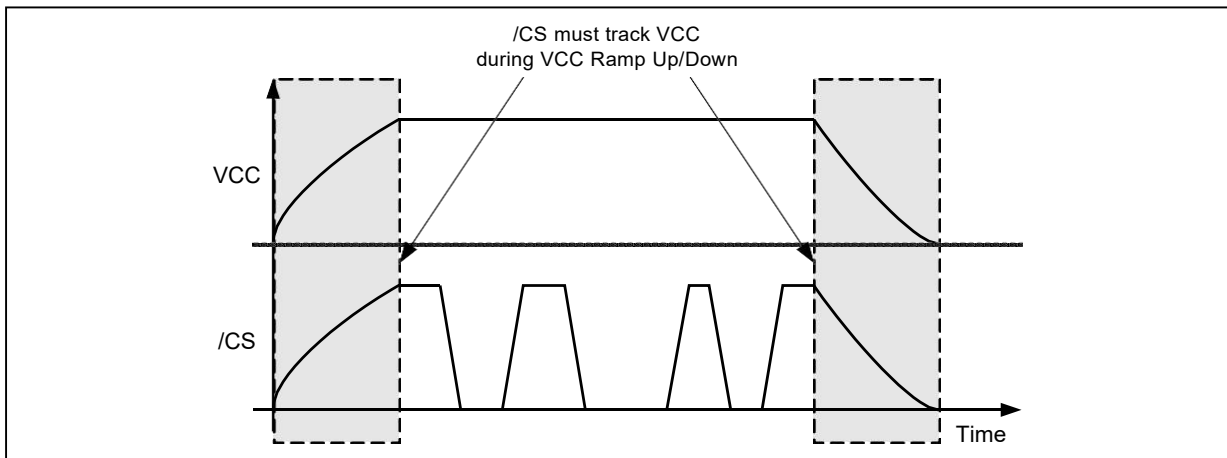 /CS must track VCC
during VCC Ramp Up/Down
VCC
/CS
Time